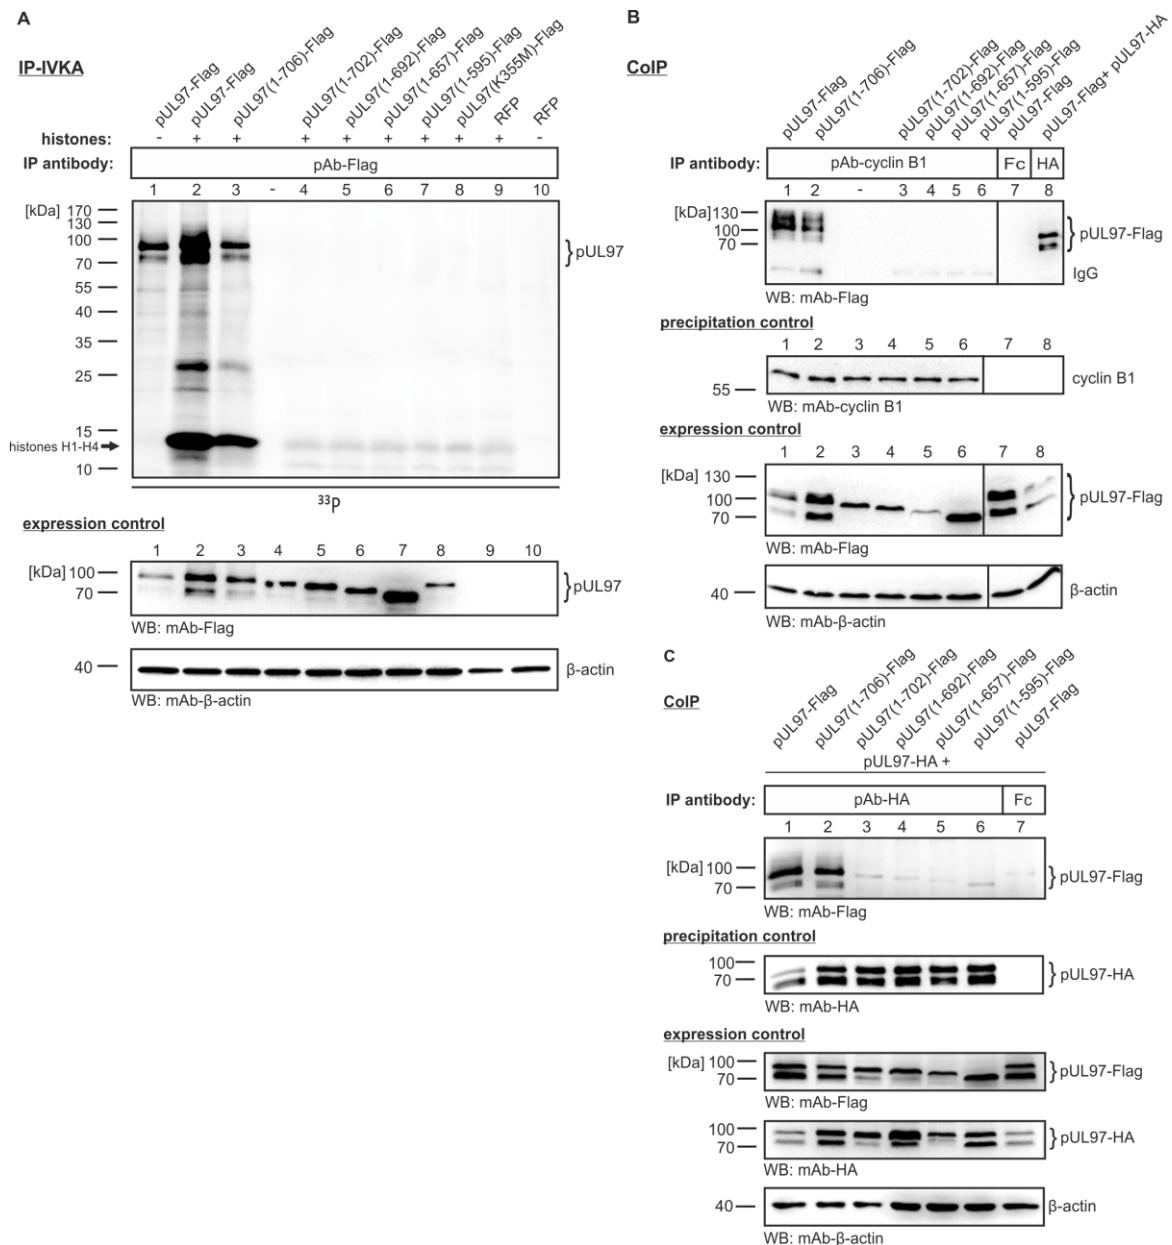 A
IP-IVKA
pUL97-Flag
pUL97-Flag
pUL97(1-706)-Flag
pUL97(1-702)-Flag
pUL97(1-692)-Flag
pUL97(1-657)-Flag
pUL97(1-595)-Flag
pUL97(K355M)-Flag
RFP
RFP
histones: - + + + + + + + + -
IP antibody: pAb-Flag
1 2 3 - 4 5 6 7 8 9 10
[kDa] 170
130
100
70
55
40
35
25
15
10
}pUL97
histones H1-H4
33P
expression control
1 2 3 4 5 6 7 8 9 10
[kDa] 100
70
}pUL97
WB: mAb-Flag
40
β-actin
WB: mAb-β-actin
B
CoIP
pUL97-Flag
pUL97(1-706)-Flag
pUL97(1-702)-Flag
pUL97(1-692)-Flag
pUL97(1-657)-Flag
pUL97(1-595)-Flag
pUL97-Flag
pUL97-Flag+ pUL97-HA
IP antibody: pAb-cyclin B1 Fc HA
1 2 - 3 4 5 6 7 8
[kDa] 130
100
70
}pUL97-Flag
IgG
WB: mAb-Flag
precipitation control
1 2 3 4 5 6 7 8
55
cyclin B1
WB: mAb-cyclin B1
expression control
1 2 3 4 5 6 7 8
[kDa] 130
100
70
}pUL97-Flag
WB: mAb-Flag
40
β-actin
WB: mAb-β-actin
C
CoIP
pUL97-Flag
pUL97(1-706)-Flag
pUL97(1-702)-Flag
pUL97(1-692)-Flag
pUL97(1-657)-Flag
pUL97(1-595)-Flag
pUL97-Flag
pUL97-HA +
IP antibody: pAb-HA Fc
1 2 3 4 5 6 7
[kDa] 100
70
}pUL97-Flag
WB: mAb-Flag
precipitation control
100
70
}pUL97-HA
WB: mAb-HA
expression control
[kDa] 100
70
}pUL97-Flag
WB: mAb-Flag
100
70
}pUL97-HA
WB: mAb-HA
40
β-actin
WB: mAb-β-actin